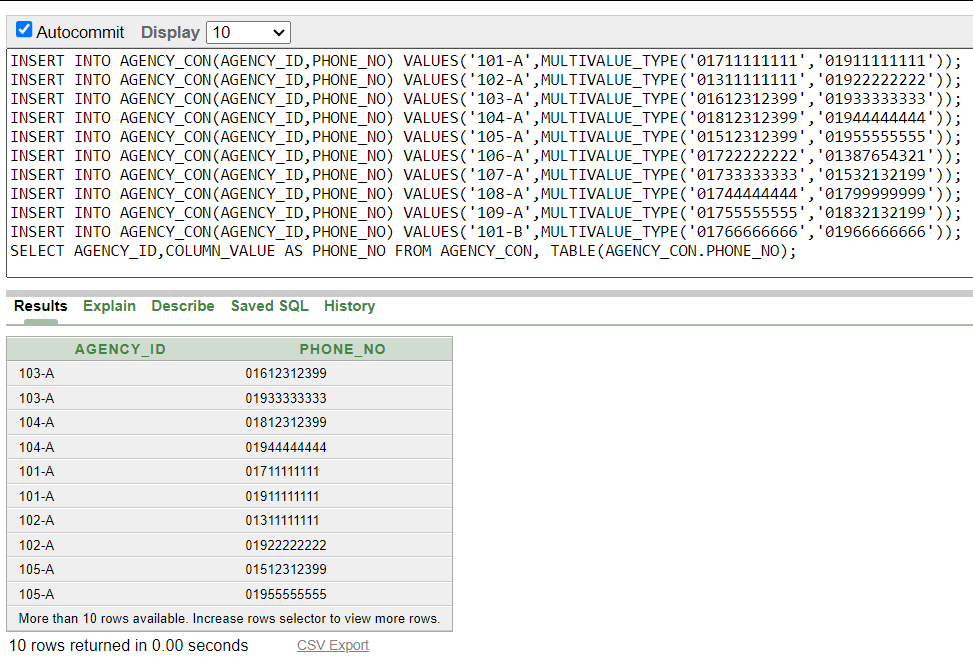 Autocommit Display 10
INSERT INTO AGENCY_CON(AGENCY_ID,PHONE_NO) VALUES('101-A',MULTIVALUE_TYPE('01711111111','01911111111'));
INSERT INTO AGENCY_CON(AGENCY_ID,PHONE_NO) VALUES('102-A',MULTIVALUE_TYPE('01311111111','01922222222'));
INSERT INTO AGENCY_CON(AGENCY_ID,PHONE_NO) VALUES('103-A',MULTIVALUE_TYPE('01612312399','01933333333'));
INSERT INTO AGENCY_CON(AGENCY_ID,PHONE_NO) VALUES('104-A',MULTIVALUE_TYPE('01812312399','01944444444'));
INSERT INTO AGENCY_CON(AGENCY_ID,PHONE_NO) VALUES('105-A',MULTIVALUE_TYPE('01512312399','01955555555'));
INSERT INTO AGENCY_CON(AGENCY_ID,PHONE_NO) VALUES('106-A',MULTIVALUE_TYPE('01722222222','01387654321'));
INSERT INTO AGENCY_CON(AGENCY_ID,PHONE_NO) VALUES('107-A',MULTIVALUE_TYPE('01733333333','01532132199'));
INSERT INTO AGENCY_CON(AGENCY_ID,PHONE_NO) VALUES('108-A',MULTIVALUE_TYPE('01744444444','01799999999'));
INSERT INTO AGENCY_CON(AGENCY_ID,PHONE_NO) VALUES('109-A',MULTIVALUE_TYPE('01755555555','01832132199'));
INSERT INTO AGENCY_CON(AGENCY_ID,PHONE_NO) VALUES('101-B',MULTIVALUE_TYPE('01766666666','01966666666'));
SELECT AGENCY_ID,COLUMN_VALUE AS PHONE_NO FROM AGENCY_CON, TABLE(AGENCY_CON.PHONE_NO);
Results Explain Describe Saved SQL History
AGENCY_ID PHONE_NO
103-A 01612312399
103-A 01933333333
104-A 01812312399
104-A 01944444444
101-A 01711111111
101-A 01911111111
102-A 01311111111
102-A 01922222222
105-A 01512312399
105-A 01955555555
More than 10 rows available. Increase rows selector to view more rows.
10 rows returned in 0.00 seconds CSV Export